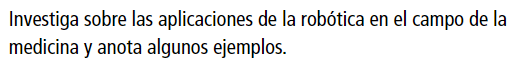 Investiga sobre las aplicaciones de la robótica en el campo de la
medicina y anota algunos ejemplos.